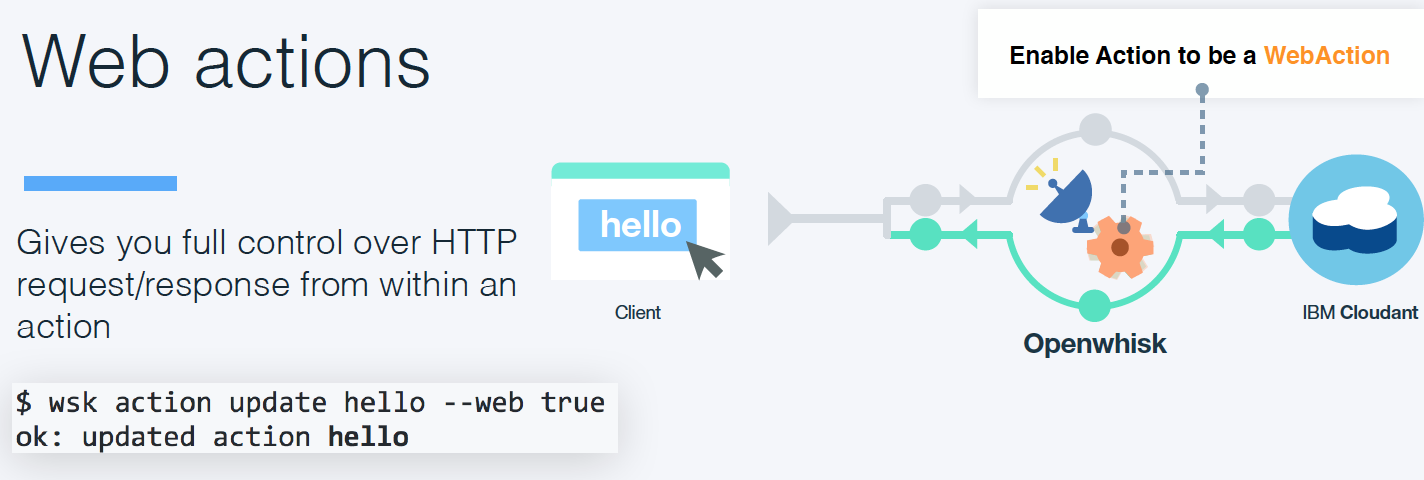 Web actions
Enable Action to be a WebAction
Gives you full control over HTTP
request/response from within an
action
hello
Client
Openwhisk
IBM Cloudant
$ wsk action update hello --web true
ok: updated action hello